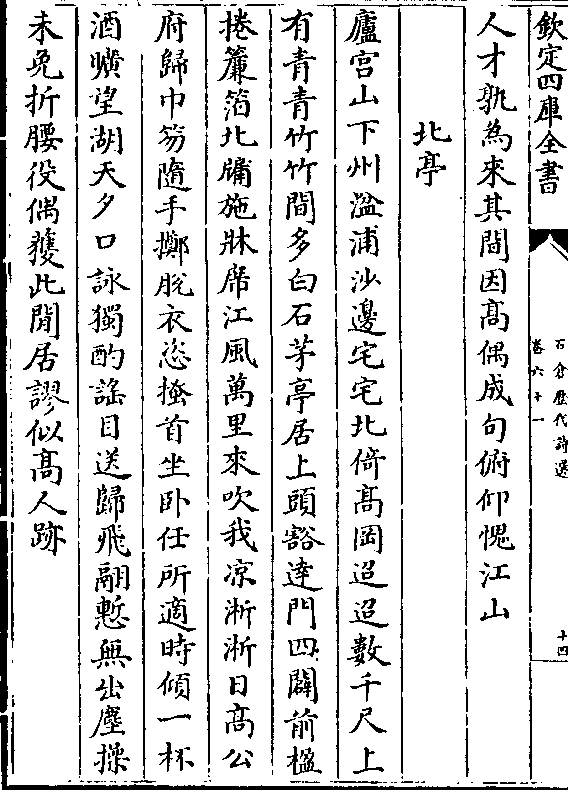 欽定四庫全書
石倉歷代詩選
卷六十一
十四
人才孰為來其間因高偶成句俯仰愧江山
北亭
廬宫山下州湓浦沙邊宅宅北倚高岡迢迢數千尺上
有青青竹竹間多白石茅亭居上頭豁達門四闢前楹
捲簾箔北牖施牀席江風萬里來吹我凉淅淅日高公
府歸巾笏隨手擲脫衣恣搔首坐卧任所適時傾一杯
酒曠望湖天夕口詠獨酌謡目送歸飛翮慙無出塵操
未免折腰役偶獲此閒居謬似高人跡